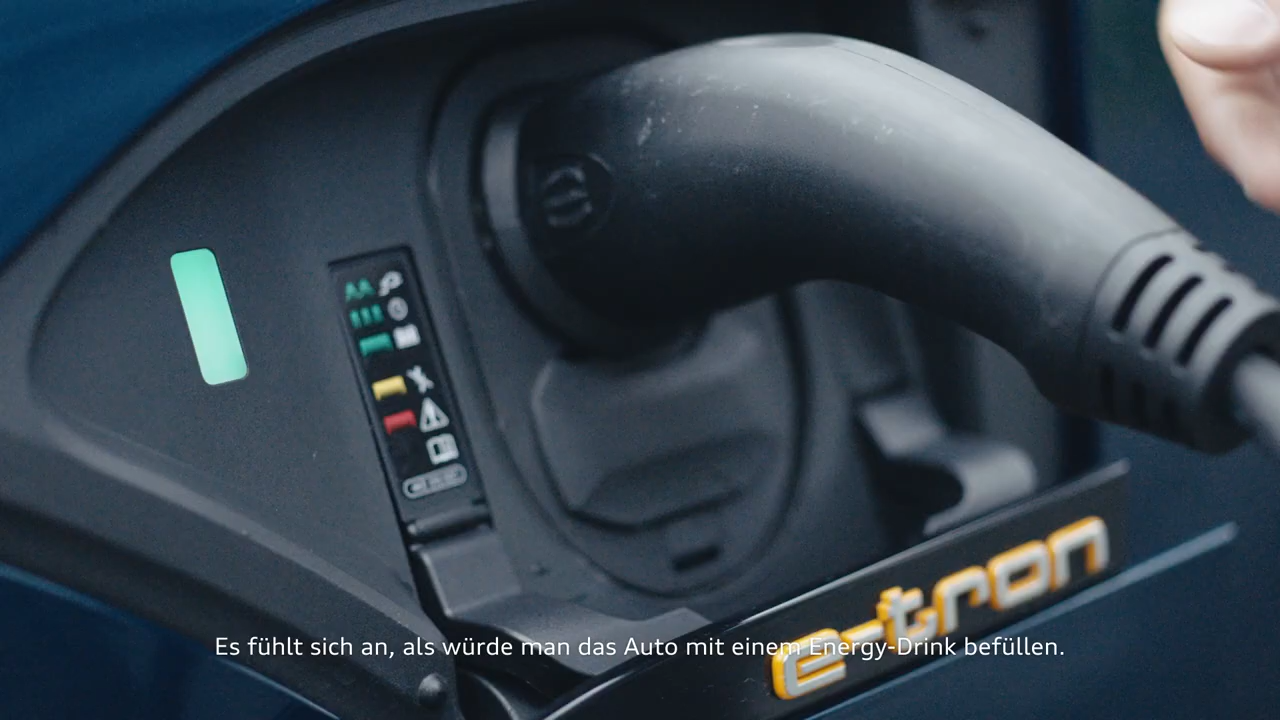 e-tron
Es fühlt sich an, als würde man das Auto mit einem Energy-Drink befüllen.